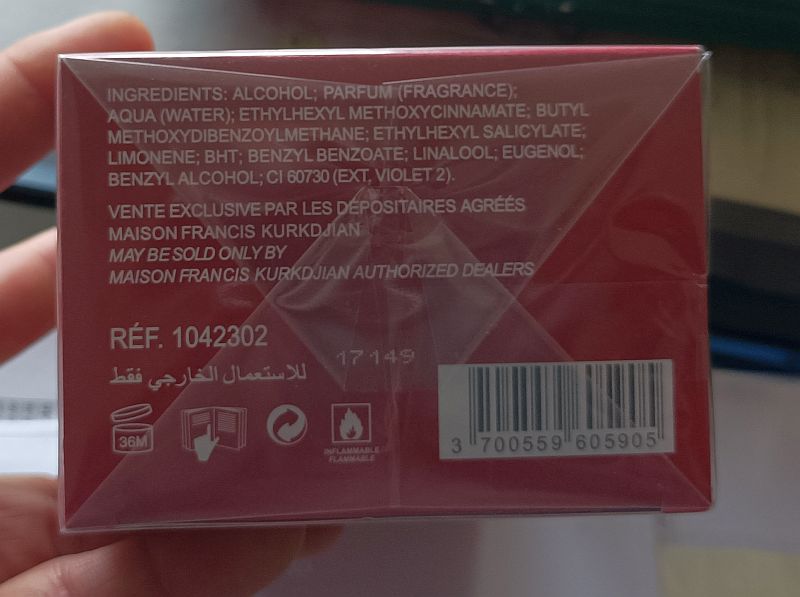 INGREDIENTS: ALCOHOL; PARFUM (FRAGRANCE);
AQUA (WATER); ETHYLHEXYL METHOXYCINNAMATE; BUTYL
METHOXYDIBENZOYLMETHANE; ETHYLHEXYL SALICYLATE;
LIMONENE; BHT; BENZYL BENZOATE; LINALOOL; EUGENOL;
BENZYL ALCOHOL; CI 60730 (EXT. VIOLET 2).
VENTE EXCLUSIVE PAR LES DÉPOSITAIRES AGRÉÉS
MAISON FRANCIS KURKDJIAN
MAY BE SOLD ONLY BY
MAISON FRANCIS KURKDJIAN AUTHORIZED DEALERS
RÉF. 1042302
17149
للاستعمال الخارجي فقط
36M
INFLAMMABLE
FLAMMABLE
3 700559 605905